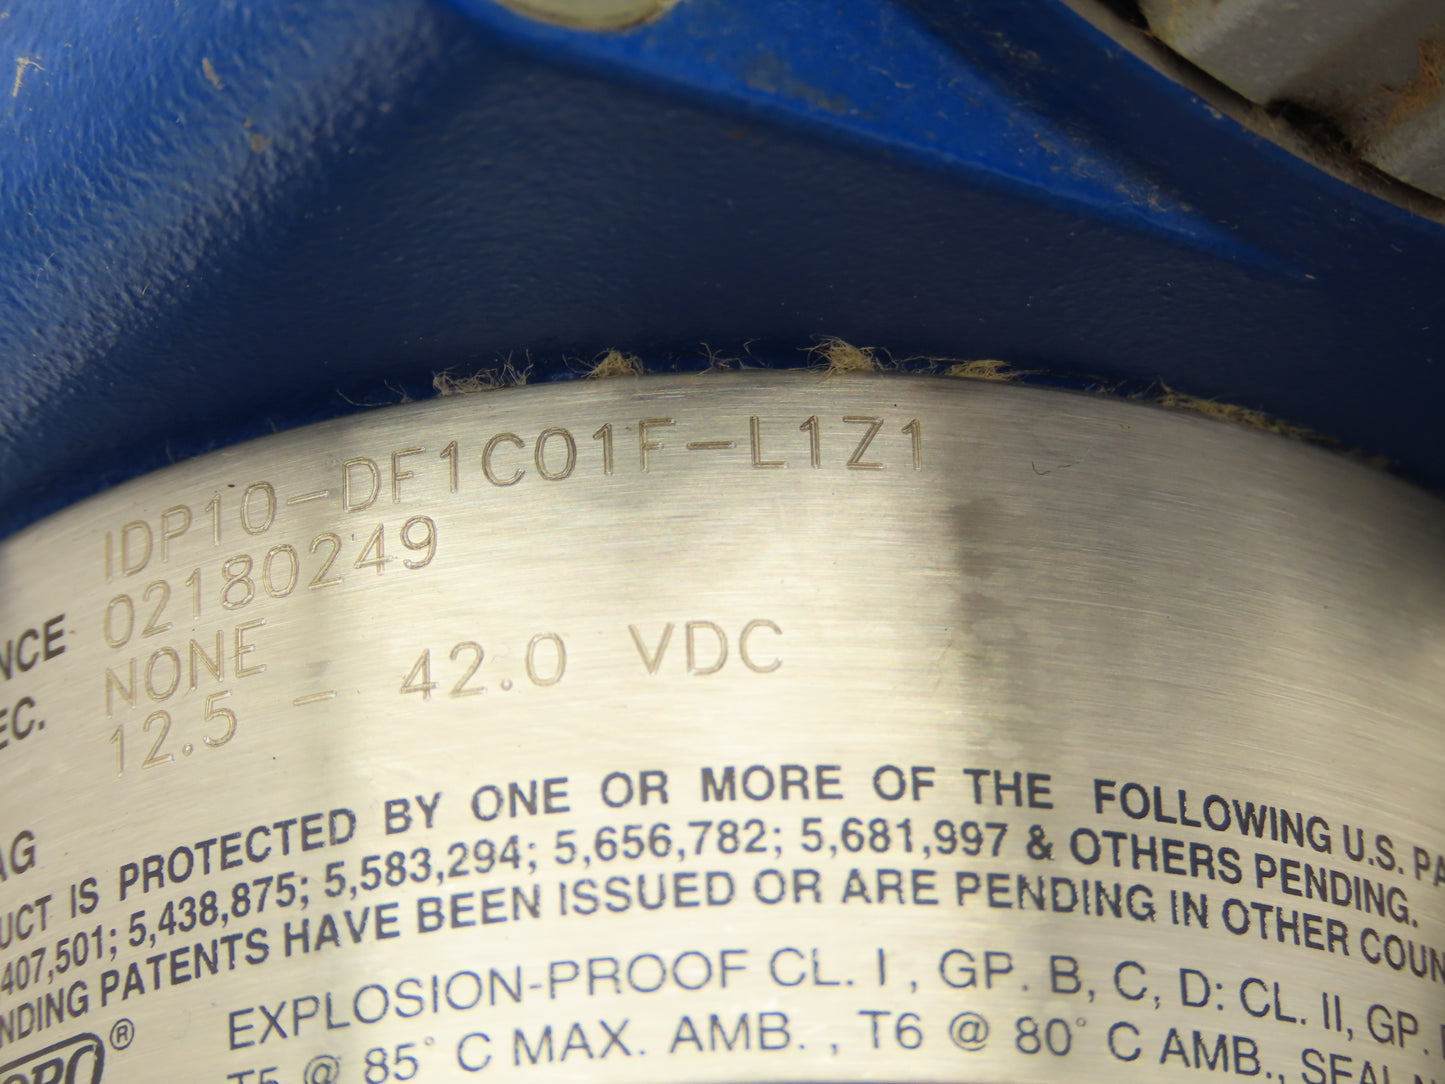 IDP10-DF1C01F-L1Z1
02180249
NCE NONE
EC. 12.5 - 42.0 VDC
AG
UCT IS PROTECTED BY ONE OR MORE OF THE FOLLOWING U.S. PA
407,501; 5,438,875; 5,583,294; 5,656,782; 5,681,997 & OTHERS PENDING.
NDING PATENTS HAVE BEEN ISSUED OR ARE PENDING IN OTHER COUN
EXPLOSION-PROOF CL. I, GP. B, C, D: CL. II, GP.
T5 @ 85° C MAX. AMB., T6 @ 80° C AMB., SEAL N